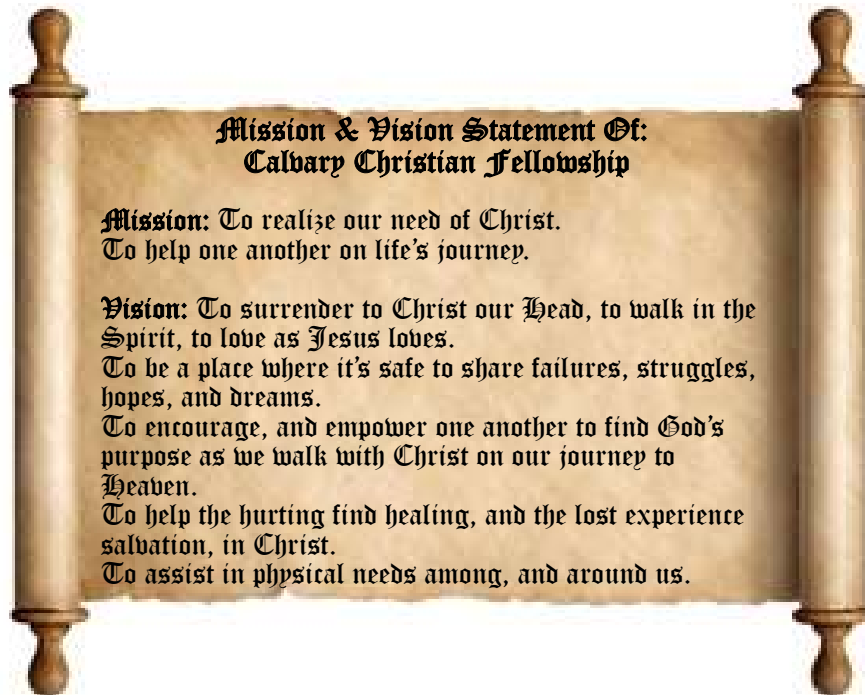 Mission & Vision Statement Of:
Calvary Christian Fellowship
Mission: To realize our need of Christ.
To help one another on life's journey.
Vision: To surrender to Christ our Head, to walk in the
Spirit, to love as Jesus loves.
To be a place where it's safe to share failures, struggles,
hopes, and dreams.
To encourage, and empower one another to find God's
purpose as we walk with Christ on our journey to
Heaven.
To help the hurting find healing, and the lost experience
salvation, in Christ.
To assist in physical needs among, and around us.